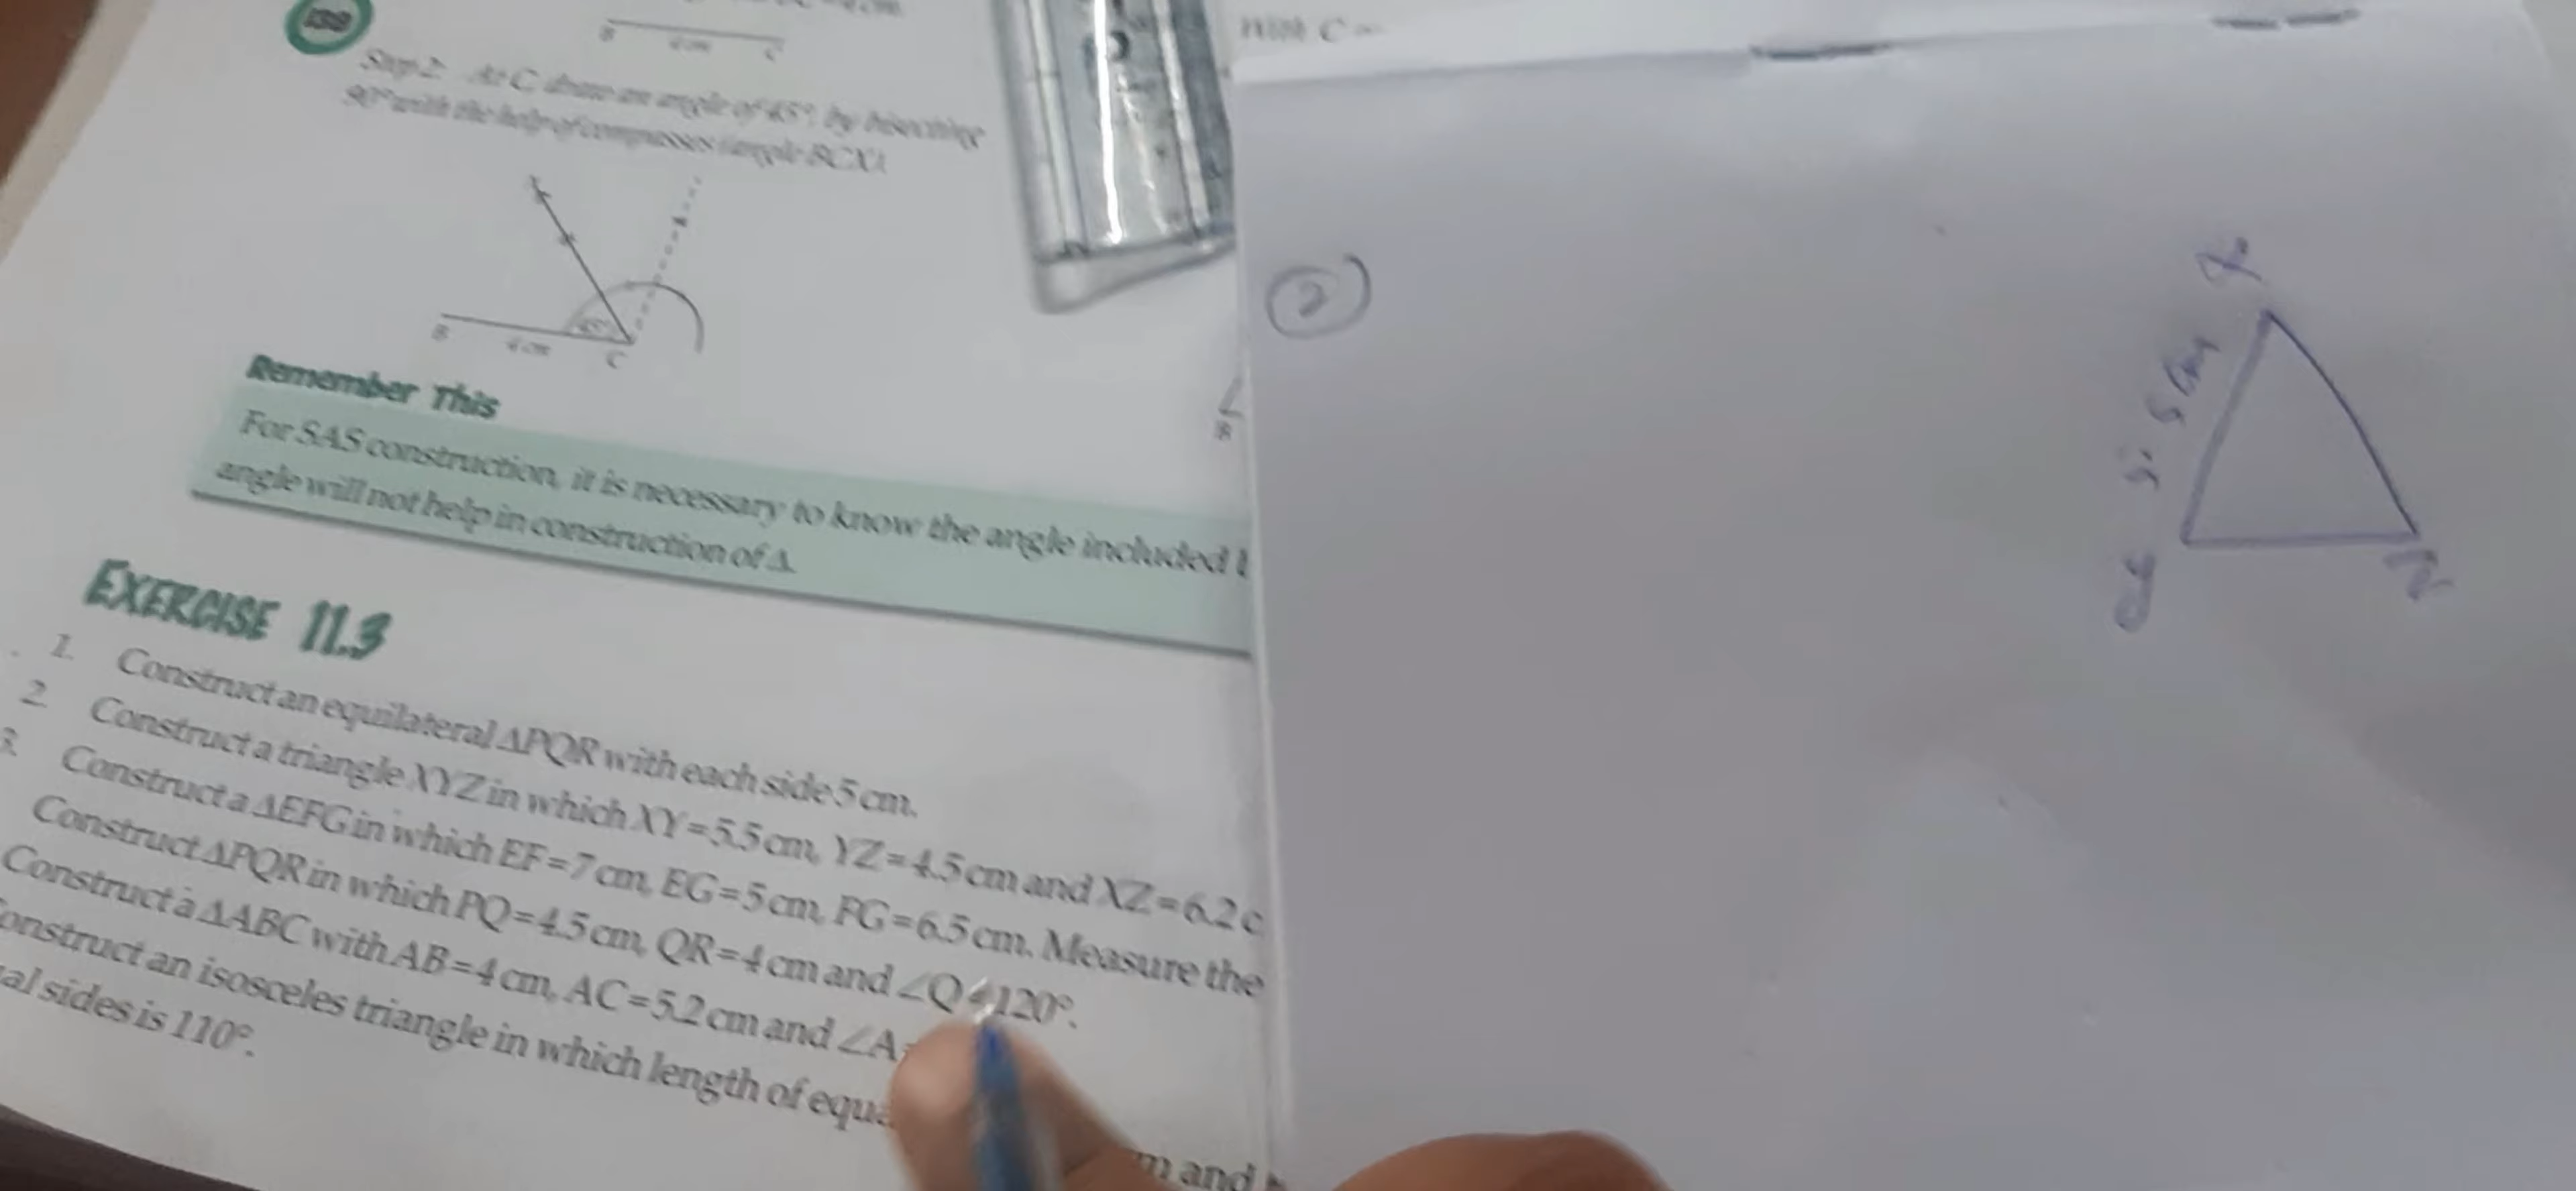 138
B 4 cm C
Step 2: At C, draw an angle of 45°, by bisecting
90° with the help of compasses (angle BCX).
45°
B 4 cm C
Remember This
For SAS construction, it is necessary to know the angle included
angle will not help in construction of Δ.
EXERCISE 11.3
1. Construct an equilateral ΔPQR with each side 5 cm.
2. Construct a triangle XYZ in which XY = 5.5 cm, YZ = 4.5 cm and XZ = 6.2 c
3. Construct a ΔEFG in which EF = 7 cm, EG = 5 cm, FG = 6.5 cm. Measure the
Construct ΔPQR in which PQ = 4.5 cm, QR = 4 cm and ∠Q = 120°.
Construct a ΔABC with AB = 4 cm, AC = 5.2 cm and ∠A
onstruct an isosceles triangle in which length of equa
m and
al sides is 110°.
With C
B
2
X
Z